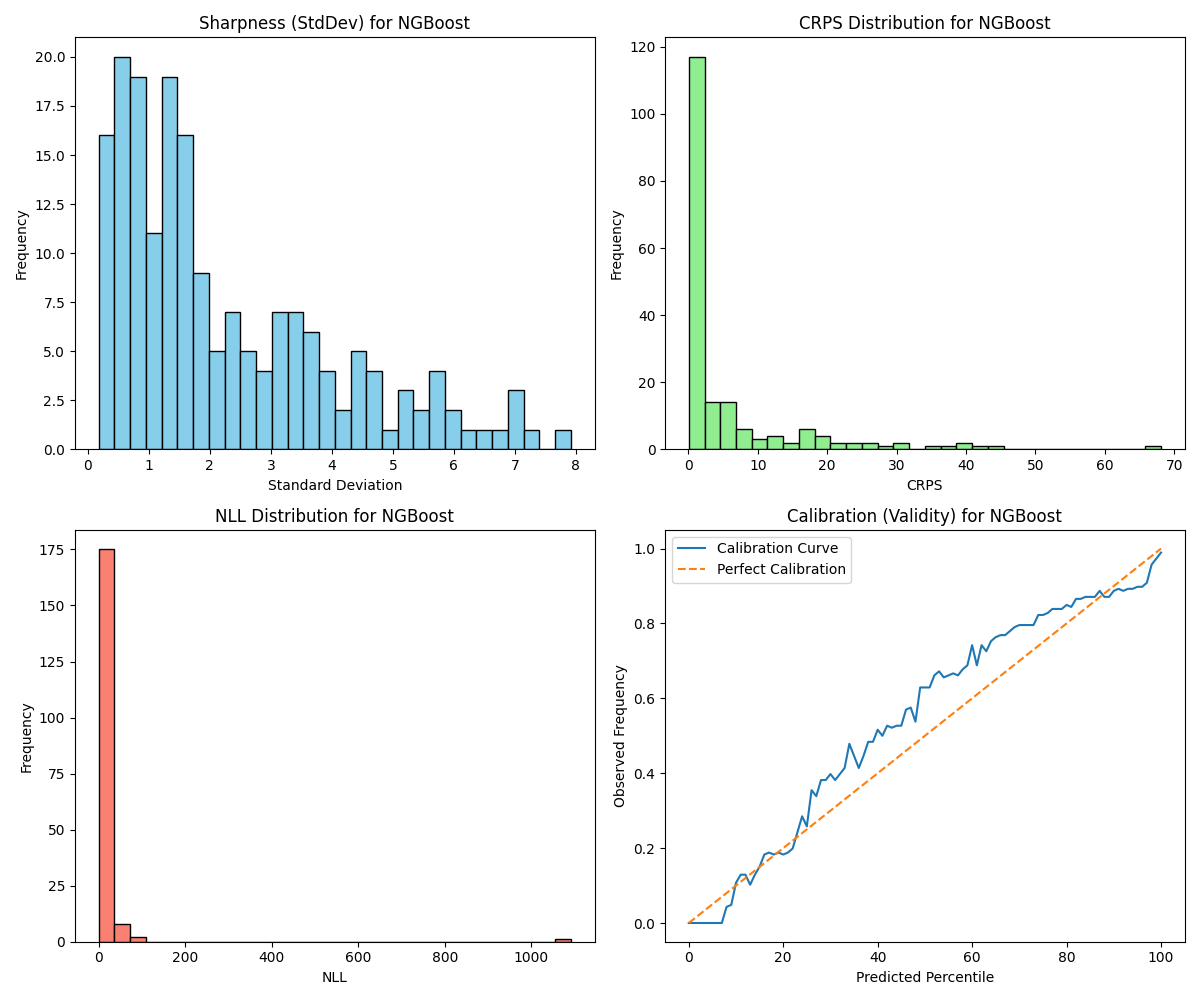 Sharpness (StdDev) for NGBoost
20.0
17.5
15.0
12.5
10.0
7.5
5.0
2.5
0.0
Frequency
0 1 2 3 4 5 6 7 8
Standard Deviation
CRPS Distribution for NGBoost
120
100
80
60
40
20
0
Frequency
0 10 20 30 40 50 60 70
CRPS
NLL Distribution for NGBoost
175
150
125
100
75
50
25
0
Frequency
0 200 400 600 800 1000
NLL
Calibration (Validity) for NGBoost
Calibration Curve
Perfect Calibration
1.0
0.8
0.6
0.4
0.2
0.0
Observed Frequency
0 20 40 60 80 100
Predicted Percentile